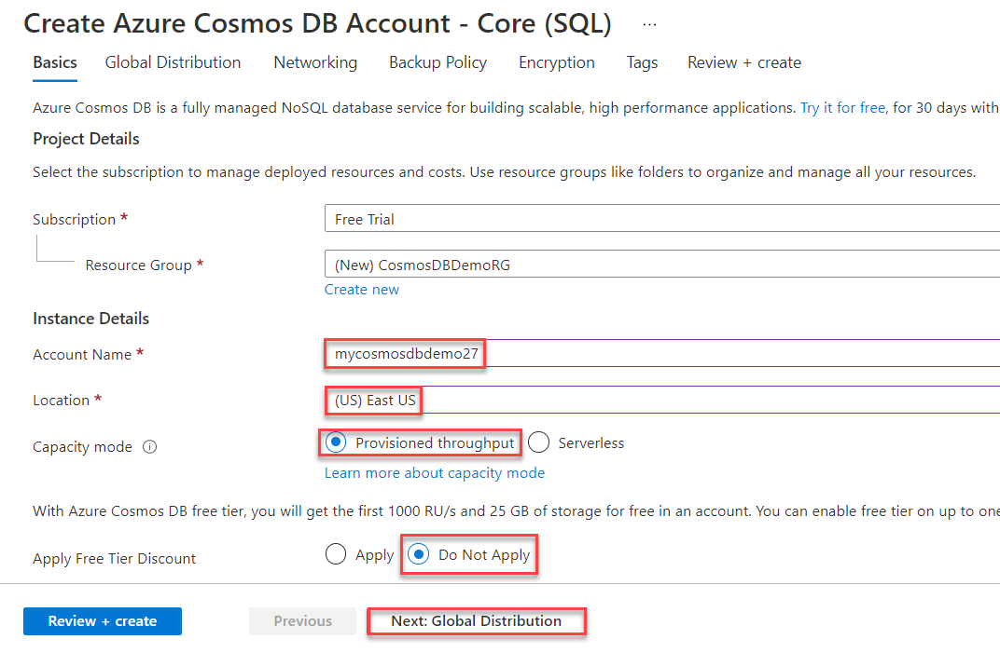 Create Azure Cosmos DB Account - Core (SQL) ...
Basics Global Distribution Networking Backup Policy Encryption Tags Review + create
Azure Cosmos DB is a fully managed NoSQL database service for building scalable, high performance applications. Try it for free, for 30 days with
Project Details
Select the subscription to manage deployed resources and costs. Use resource groups like folders to organize and manage all your resources.
Subscription * Free Trial
Resource Group * (New) CosmosDBDemoRG
Create new
Instance Details
Account Name * mycosmosdbdemo27
Location * (US) East US
Capacity mode Provisioned throughput Serverless
Learn more about capacity mode
With Azure Cosmos DB free tier, you will get the first 1000 RU/s and 25 GB of storage for free in an account. You can enable free tier on up to one
Apply Free Tier Discount Apply Do Not Apply
Review + create Previous Next: Global Distribution